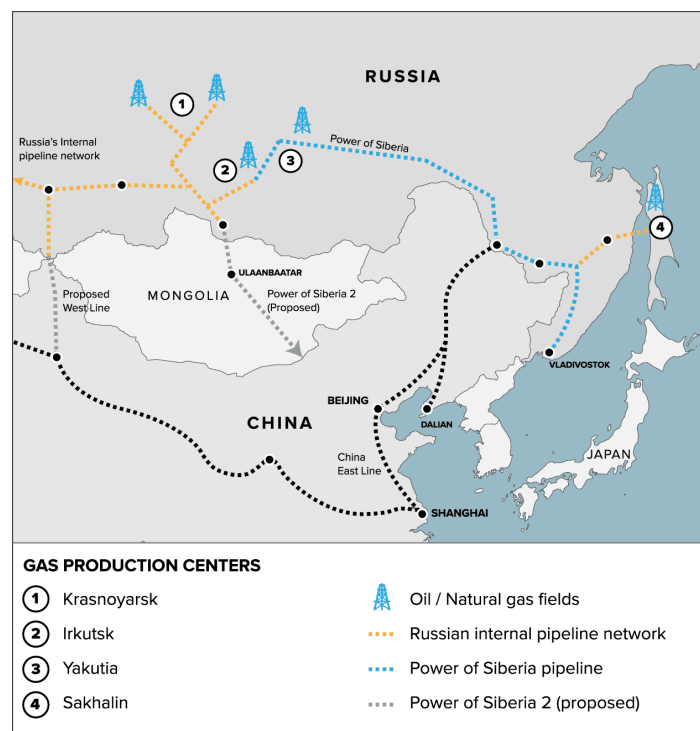 RUSSIA
1
Russia's Internal
pipeline network
2
3
Power of Siberia
4
ULAANBAATAR
MONGOLIA
Power of Siberia 2
(Proposed)
Proposed
West Line
VLADIVOSTOK
BEIJING
DALIAN
CHINA
China
East Line
JAPAN
SHANGHAI
GAS PRODUCTION CENTERS
1 Krasnoyarsk
2 Irkutsk
3 Yakutia
4 Sakhalin
Oil / Natural gas fields
Russian internal pipeline network
Power of Siberia pipeline
Power of Siberia 2 (proposed)